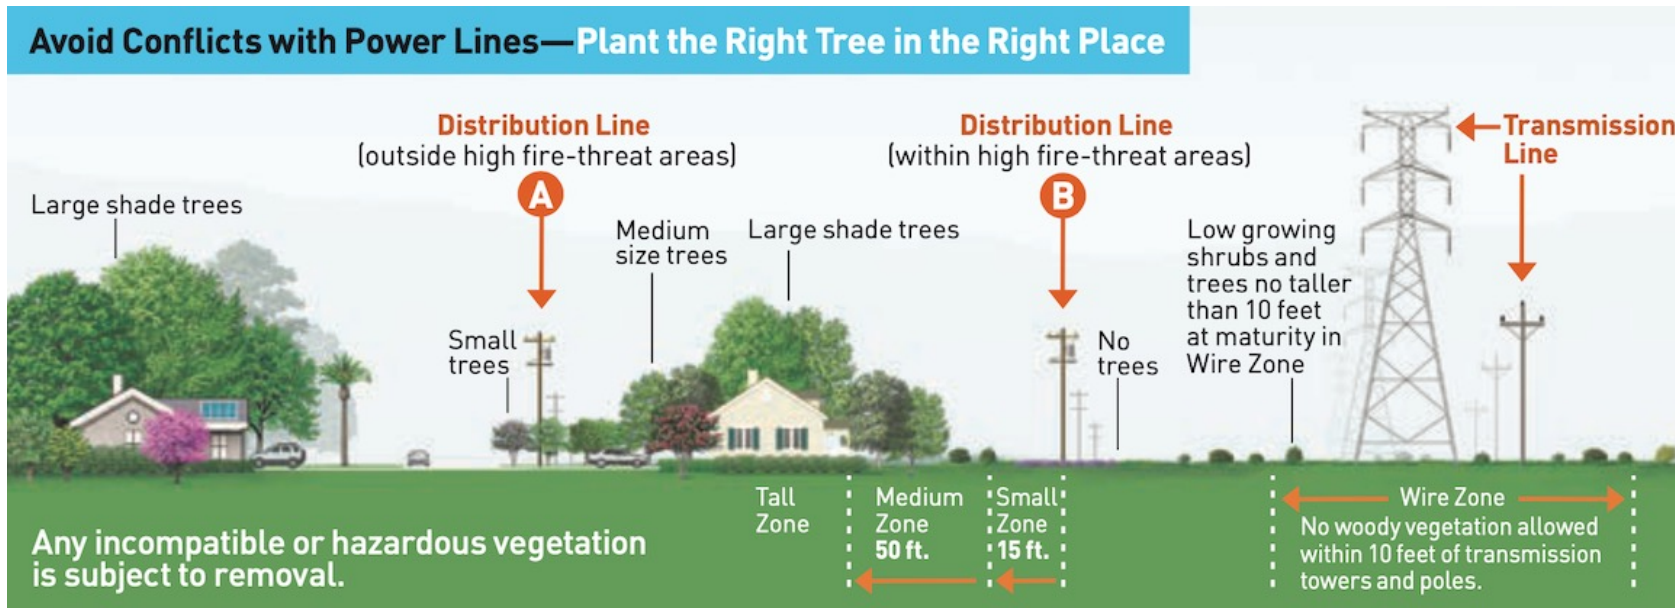 Avoid Conflicts with Power Lines—Plant the Right Tree in the Right Place
Distribution Line
(outside high fire-threat areas)
A
Distribution Line
(within high fire-threat areas)
B
Transmission
Line
Large shade trees
Small
trees
Medium
size trees
Large shade trees
No
trees
Low growing
shrubs and
trees no taller
than 10 feet
at maturity in
Wire Zone
Tall
Zone
Medium
Zone
50 ft.
Small
Zone
15 ft.
Wire Zone
No woody vegetation allowed
within 10 feet of transmission
towers and poles.
Any incompatible or hazardous vegetation
is subject to removal.